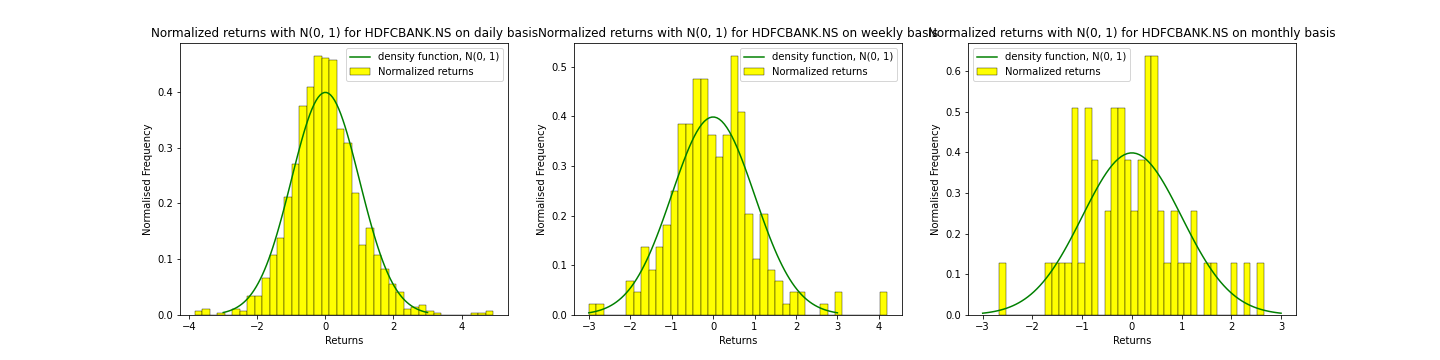 Normalized returns with N(0, 1) for HDFCBANK.NS on daily basis
density function, N(0, 1)
Normalized returns
Normalised Frequency
0.4
0.3
0.2
0.1
0.0
−4
−2
0
2
4
Returns
Normalized returns with N(0, 1) for HDFCBANK.NS on weekly basis
density function, N(0, 1)
Normalized returns
Normalised Frequency
0.5
0.4
0.3
0.2
0.1
0.0
−3
−2
−1
0
1
2
3
4
Returns
Normalized returns with N(0, 1) for HDFCBANK.NS on monthly basis
density function, N(0, 1)
Normalized returns
Normalised Frequency
0.6
0.5
0.4
0.3
0.2
0.1
0.0
−3
−2
−1
0
1
2
3
Returns